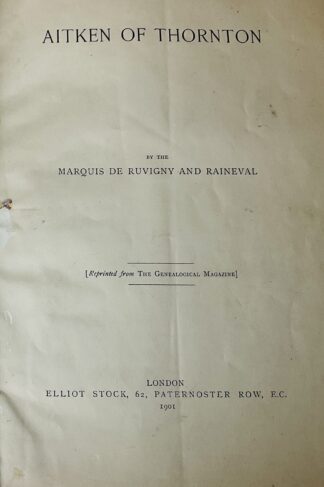 AITKEN OF THORNTON
BY THE
MARQUIS DE RUVIGNY AND RAINEVAL
[Reprinted from THE GENEALOGICAL MAGAZINE]
LONDON
ELLIOT STOCK, 62, PATERNOSTER ROW, E.C.
1901